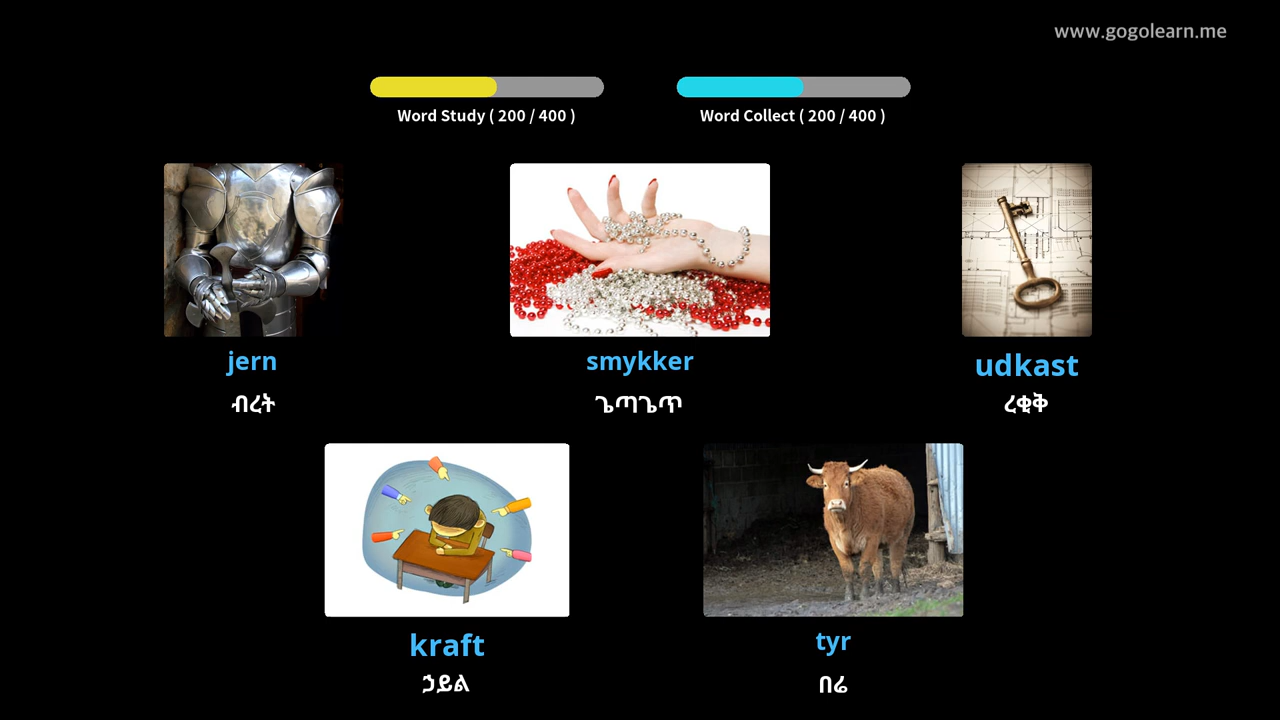 www.gogolearn.me
Word Study ( 200 / 400 )
Word Collect ( 200 / 400 )
jern
ብረት
smykker
ጌጣጌጥ
udkast
ረቂቅ
kraft
ኃይል
tyr
በሬ